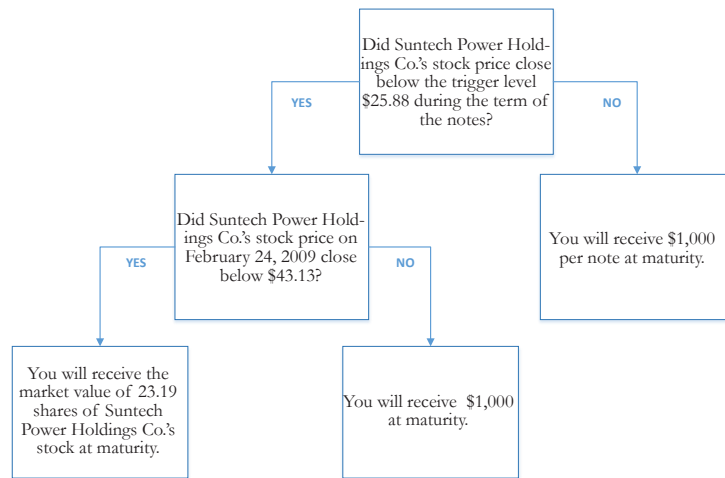 Did Suntech Power Hold-
ings Co.'s stock price close
below the trigger level
$25.88 during the term of
the notes?
YES
NO
Did Suntech Power Hold-
ings Co.'s stock price on
February 24, 2009 close
below $43.13?
You will receive $1,000
per note at maturity.
YES
NO
You will receive the
market value of 23.19
shares of Suntech
Power Holdings Co.'s
stock at maturity.
You will receive $1,000
at maturity.